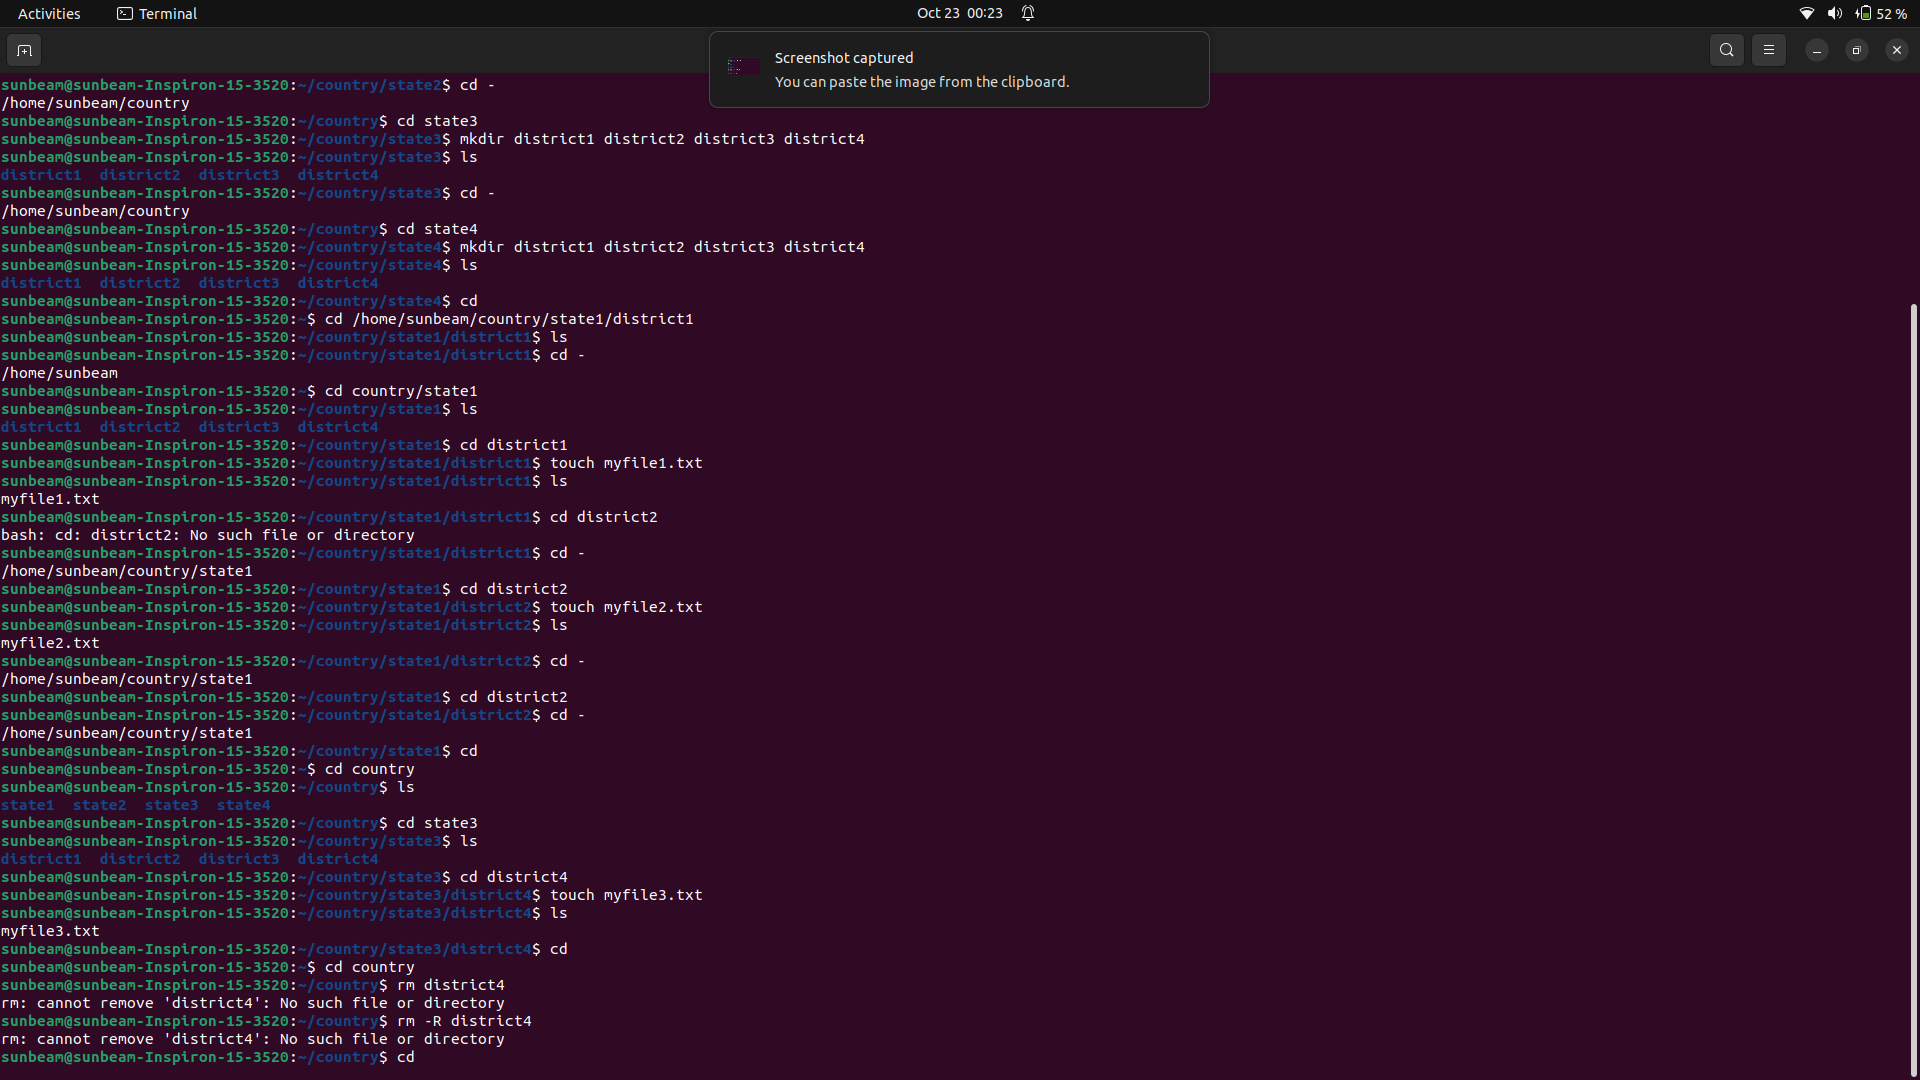 Activities Terminal Oct 23 00:23 52 %
Screenshot captured
You can paste the image from the clipboard.
sunbeam@sunbeam-Inspiron-15-3520:~/country/state2$ cd -
/home/sunbeam/country
sunbeam@sunbeam-Inspiron-15-3520:~/country$ cd state3
sunbeam@sunbeam-Inspiron-15-3520:~/country/state3$ mkdir district1 district2 district3 district4
sunbeam@sunbeam-Inspiron-15-3520:~/country/state3$ ls
district1  district2  district3  district4
sunbeam@sunbeam-Inspiron-15-3520:~/country/state3$ cd -
/home/sunbeam/country
sunbeam@sunbeam-Inspiron-15-3520:~/country$ cd state4
sunbeam@sunbeam-Inspiron-15-3520:~/country/state4$ mkdir district1 district2 district3 district4
sunbeam@sunbeam-Inspiron-15-3520:~/country/state4$ ls
district1  district2  district3  district4
sunbeam@sunbeam-Inspiron-15-3520:~/country/state4$ cd
sunbeam@sunbeam-Inspiron-15-3520:~$ cd /home/sunbeam/country/state1/district1
sunbeam@sunbeam-Inspiron-15-3520:~/country/state1/district1$ ls
sunbeam@sunbeam-Inspiron-15-3520:~/country/state1/district1$ cd -
/home/sunbeam
sunbeam@sunbeam-Inspiron-15-3520:~$ cd country/state1
sunbeam@sunbeam-Inspiron-15-3520:~/country/state1$ ls
district1  district2  district3  district4
sunbeam@sunbeam-Inspiron-15-3520:~/country/state1$ cd district1
sunbeam@sunbeam-Inspiron-15-3520:~/country/state1/district1$ touch myfile1.txt
sunbeam@sunbeam-Inspiron-15-3520:~/country/state1/district1$ ls
myfile1.txt
sunbeam@sunbeam-Inspiron-15-3520:~/country/state1/district1$ cd district2
bash: cd: district2: No such file or directory
sunbeam@sunbeam-Inspiron-15-3520:~/country/state1/district1$ cd -
/home/sunbeam/country/state1
sunbeam@sunbeam-Inspiron-15-3520:~/country/state1$ cd district2
sunbeam@sunbeam-Inspiron-15-3520:~/country/state1/district2$ touch myfile2.txt
sunbeam@sunbeam-Inspiron-15-3520:~/country/state1/district2$ ls
myfile2.txt
sunbeam@sunbeam-Inspiron-15-3520:~/country/state1/district2$ cd -
/home/sunbeam/country/state1
sunbeam@sunbeam-Inspiron-15-3520:~/country/state1$ cd district2
sunbeam@sunbeam-Inspiron-15-3520:~/country/state1/district2$ cd -
/home/sunbeam/country/state1
sunbeam@sunbeam-Inspiron-15-3520:~/country/state1$ cd
sunbeam@sunbeam-Inspiron-15-3520:~$ cd country
sunbeam@sunbeam-Inspiron-15-3520:~/country$ ls
state1  state2  state3  state4
sunbeam@sunbeam-Inspiron-15-3520:~/country$ cd state3
sunbeam@sunbeam-Inspiron-15-3520:~/country/state3$ ls
district1  district2  district3  district4
sunbeam@sunbeam-Inspiron-15-3520:~/country/state3$ cd district4
sunbeam@sunbeam-Inspiron-15-3520:~/country/state3/district4$ touch myfile3.txt
sunbeam@sunbeam-Inspiron-15-3520:~/country/state3/district4$ ls
myfile3.txt
sunbeam@sunbeam-Inspiron-15-3520:~/country/state3/district4$ cd
sunbeam@sunbeam-Inspiron-15-3520:~$ cd country
sunbeam@sunbeam-Inspiron-15-3520:~/country$ rm district4
rm: cannot remove 'district4': No such file or directory
sunbeam@sunbeam-Inspiron-15-3520:~/country$ rm -R district4
rm: cannot remove 'district4': No such file or directory
sunbeam@sunbeam-Inspiron-15-3520:~/country$ cd